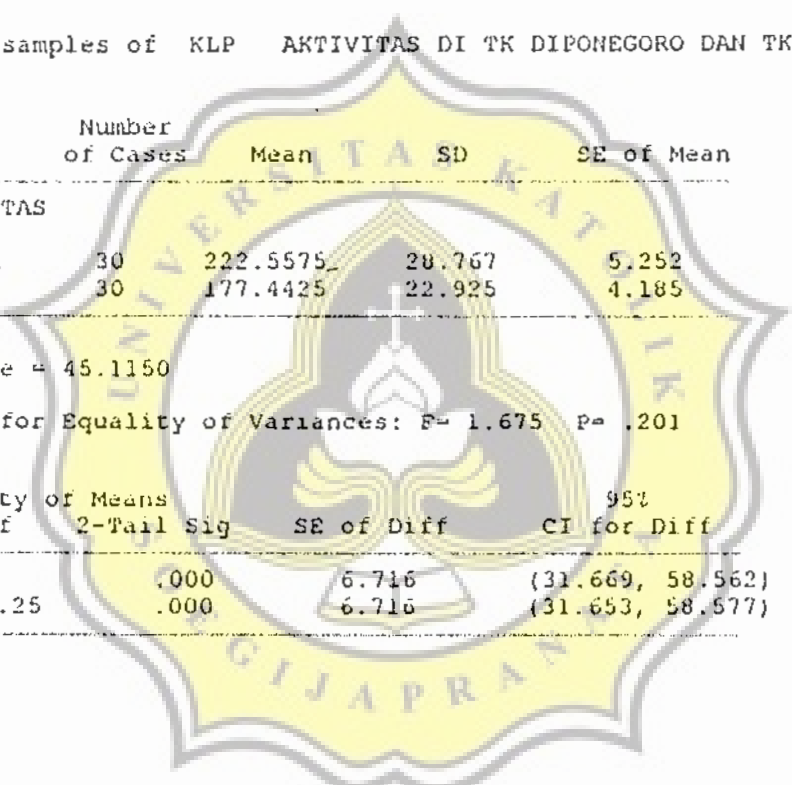 samples of KLP AKTIVITAS DI TK DIPONEGORO DAN TK
Number
of Cases Mean SD SE of Mean
TAS
30 222.5575 28.767 5.252
30 177.4425 22.925 4.185
e = 45.1150
for Equality of Variances: F= 1.675 P= .201
ty of Means 95%
f 2-Tail Sig SE of Diff CI for Diff
.000 6.716 (31.669, 58.562)
.25 .000 6.716 (31.653, 58.577)
UNIVERSITAS KATOLIK
SOEGIJAPRANATA